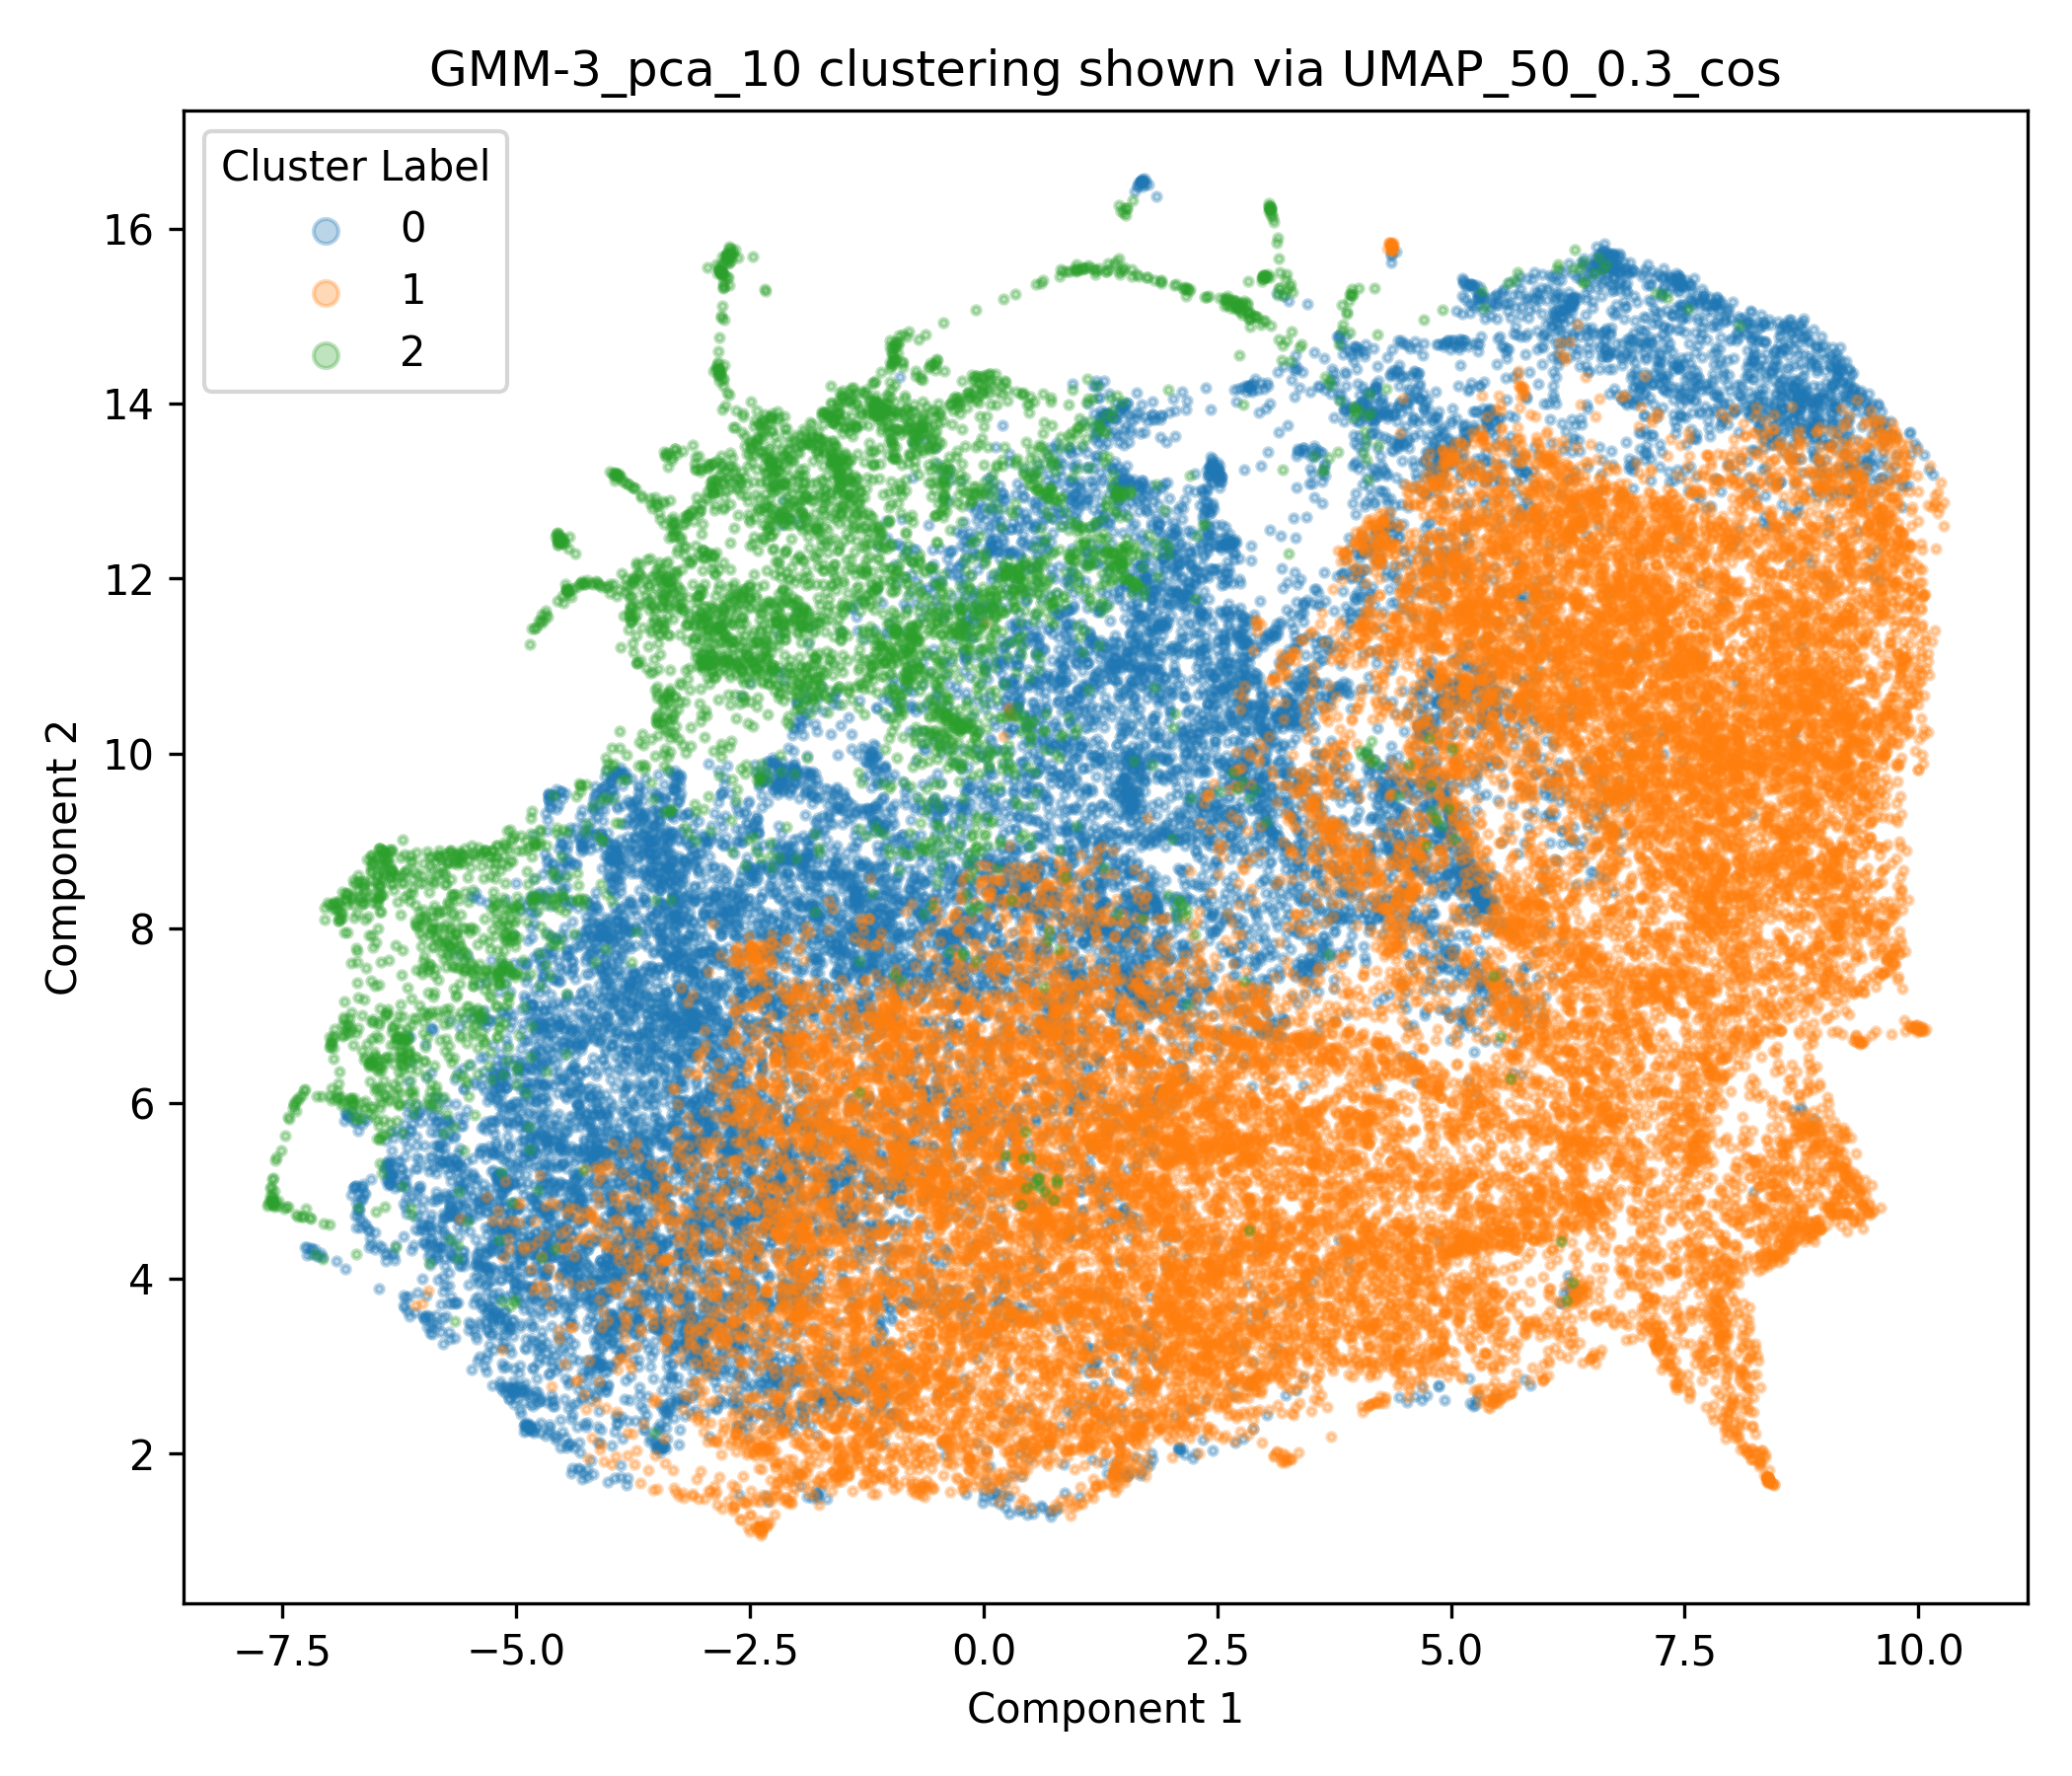 GMM-3_pca_10 clustering shown via UMAP_50_0.3_cos
Cluster Label
0
1
2
16
14
12
10
8
6
4
2
Component 2
−7.5 −5.0 −2.5 0.0 2.5 5.0 7.5 10.0
Component 1